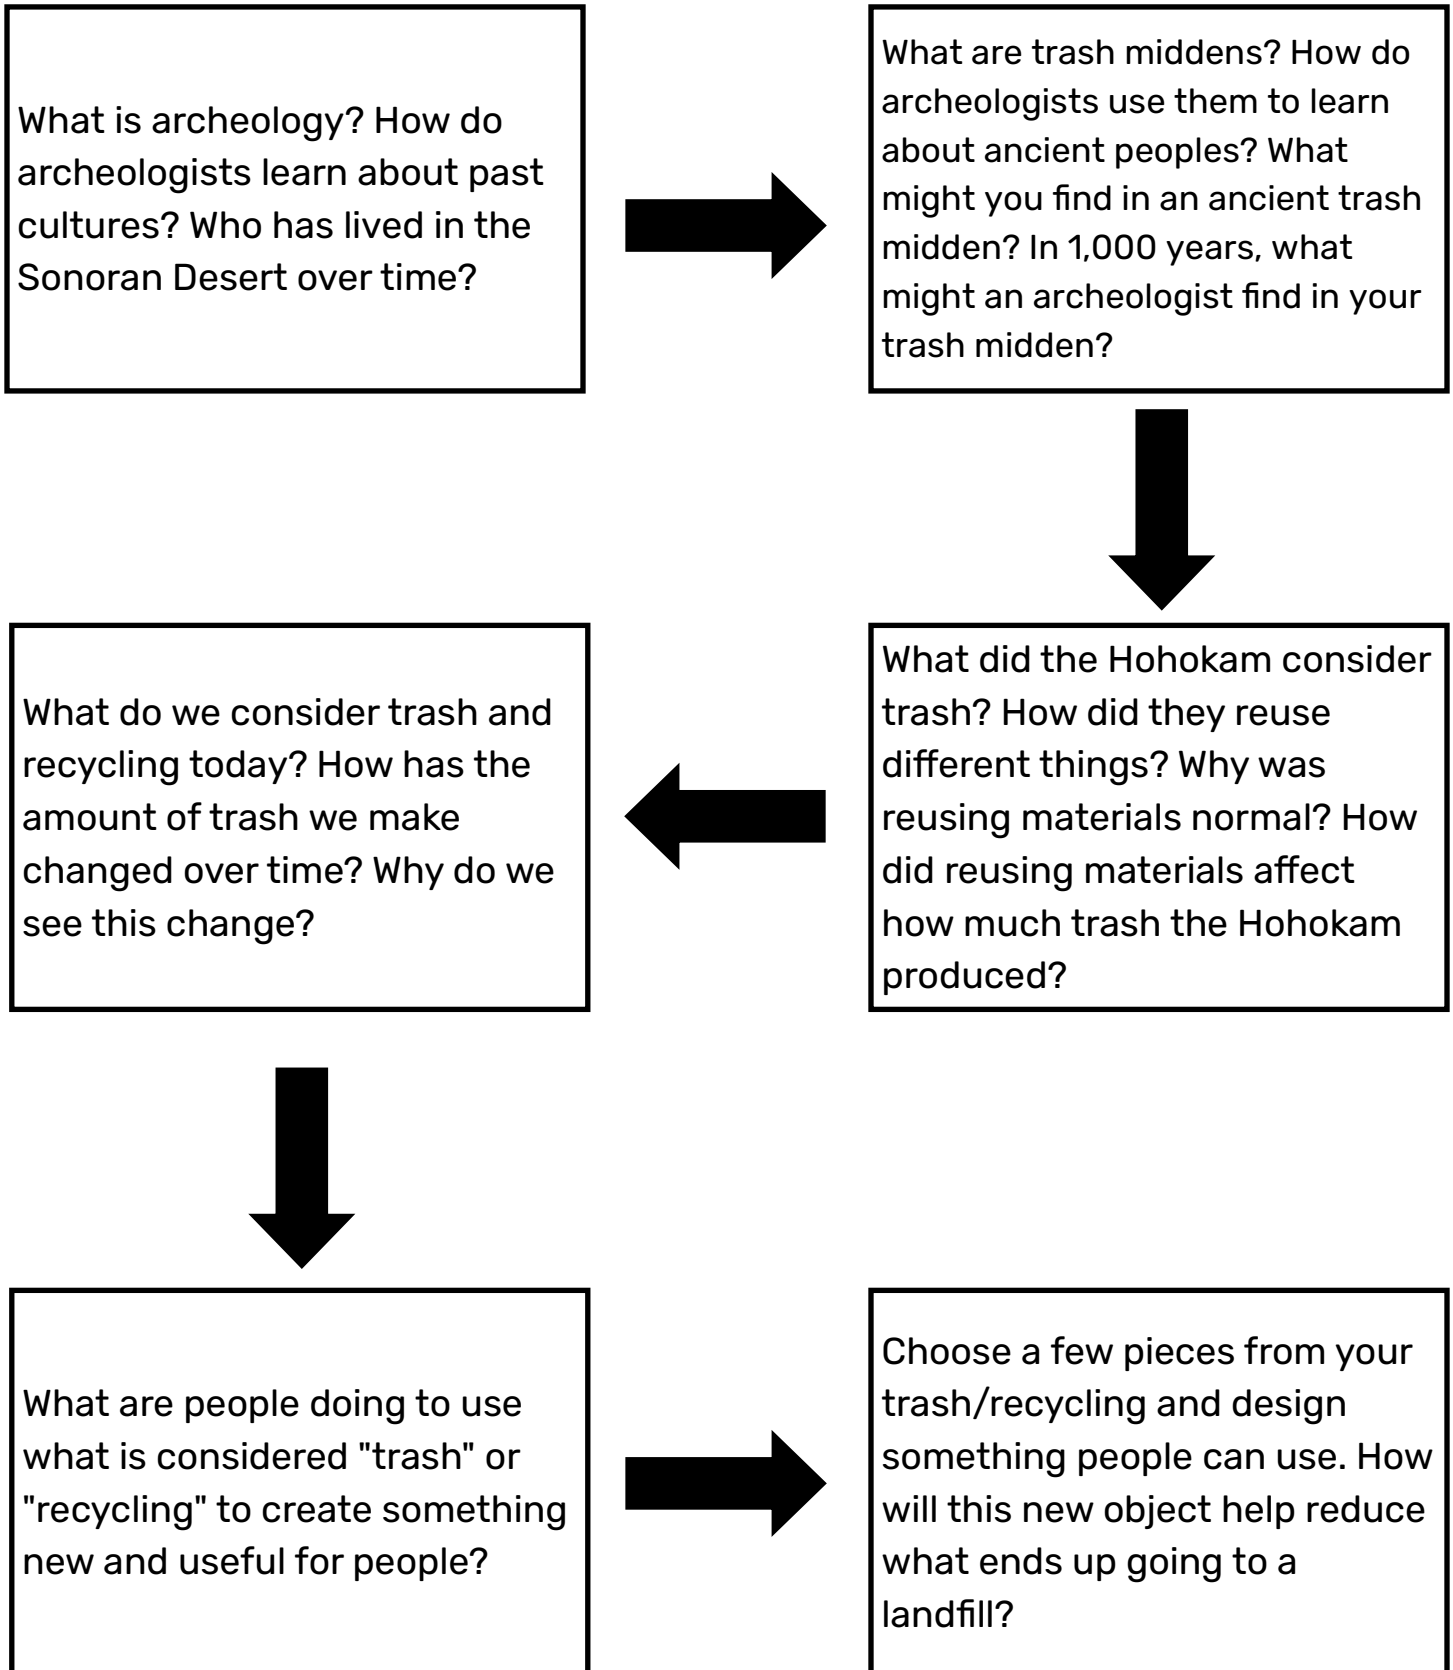 What is archeology? How do
archeologists learn about past
cultures? Who has lived in the
Sonoran Desert over time?
What are trash middens? How do
archeologists use them to learn
about ancient peoples? What
might you find in an ancient trash
midden? In 1,000 years, what
might an archeologist find in your
trash midden?
What did the Hohokam consider
trash? How did they reuse
different things? Why was
reusing materials normal? How
did reusing materials affect
how much trash the Hohokam
produced?
What do we consider trash and
recycling today? How has the
amount of trash we make
changed over time? Why do we
see this change?
What are people doing to use
what is considered "trash" or
"recycling" to create something
new and useful for people?
Choose a few pieces from your
trash/recycling and design
something people can use. How
will this new object help reduce
what ends up going to a
landfill?